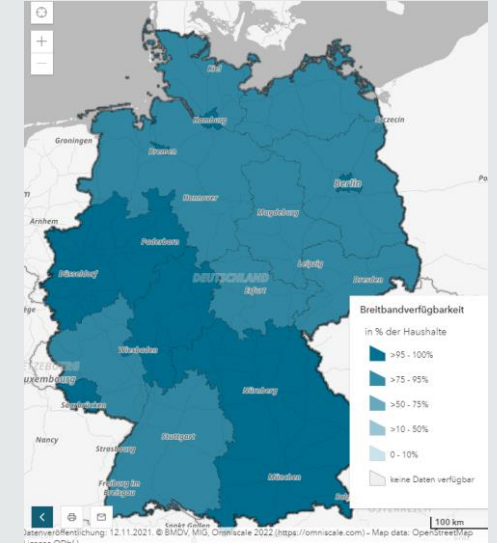 +
−
Kiel
Hamburg
Szczecin
Groningen
Bremen
Berlin
Hannover
Magdeburg
Arnhem
Paderborn
Düsseldorf
DEUTSCHLAND
Leipzig
Dresden
Erfurt
Wiesbaden
Nürnberg
Saarbrücken
Nancy
Strasbourg
Stuttgart
Freiburg im
Breisgau
München
Sankt Gallen
Breitbandverfügbarkeit
in % der Haushalte
>95 - 100%
>75 - 95%
>50 - 75%
>10 - 50%
0 - 10%
keine Daten verfügbar
100 km
Datenveröffentlichung: 12.11.2021. © BMDV, MIG, Omniscale 2022 (https://omniscale.com) - Map data: OpenStreetMap